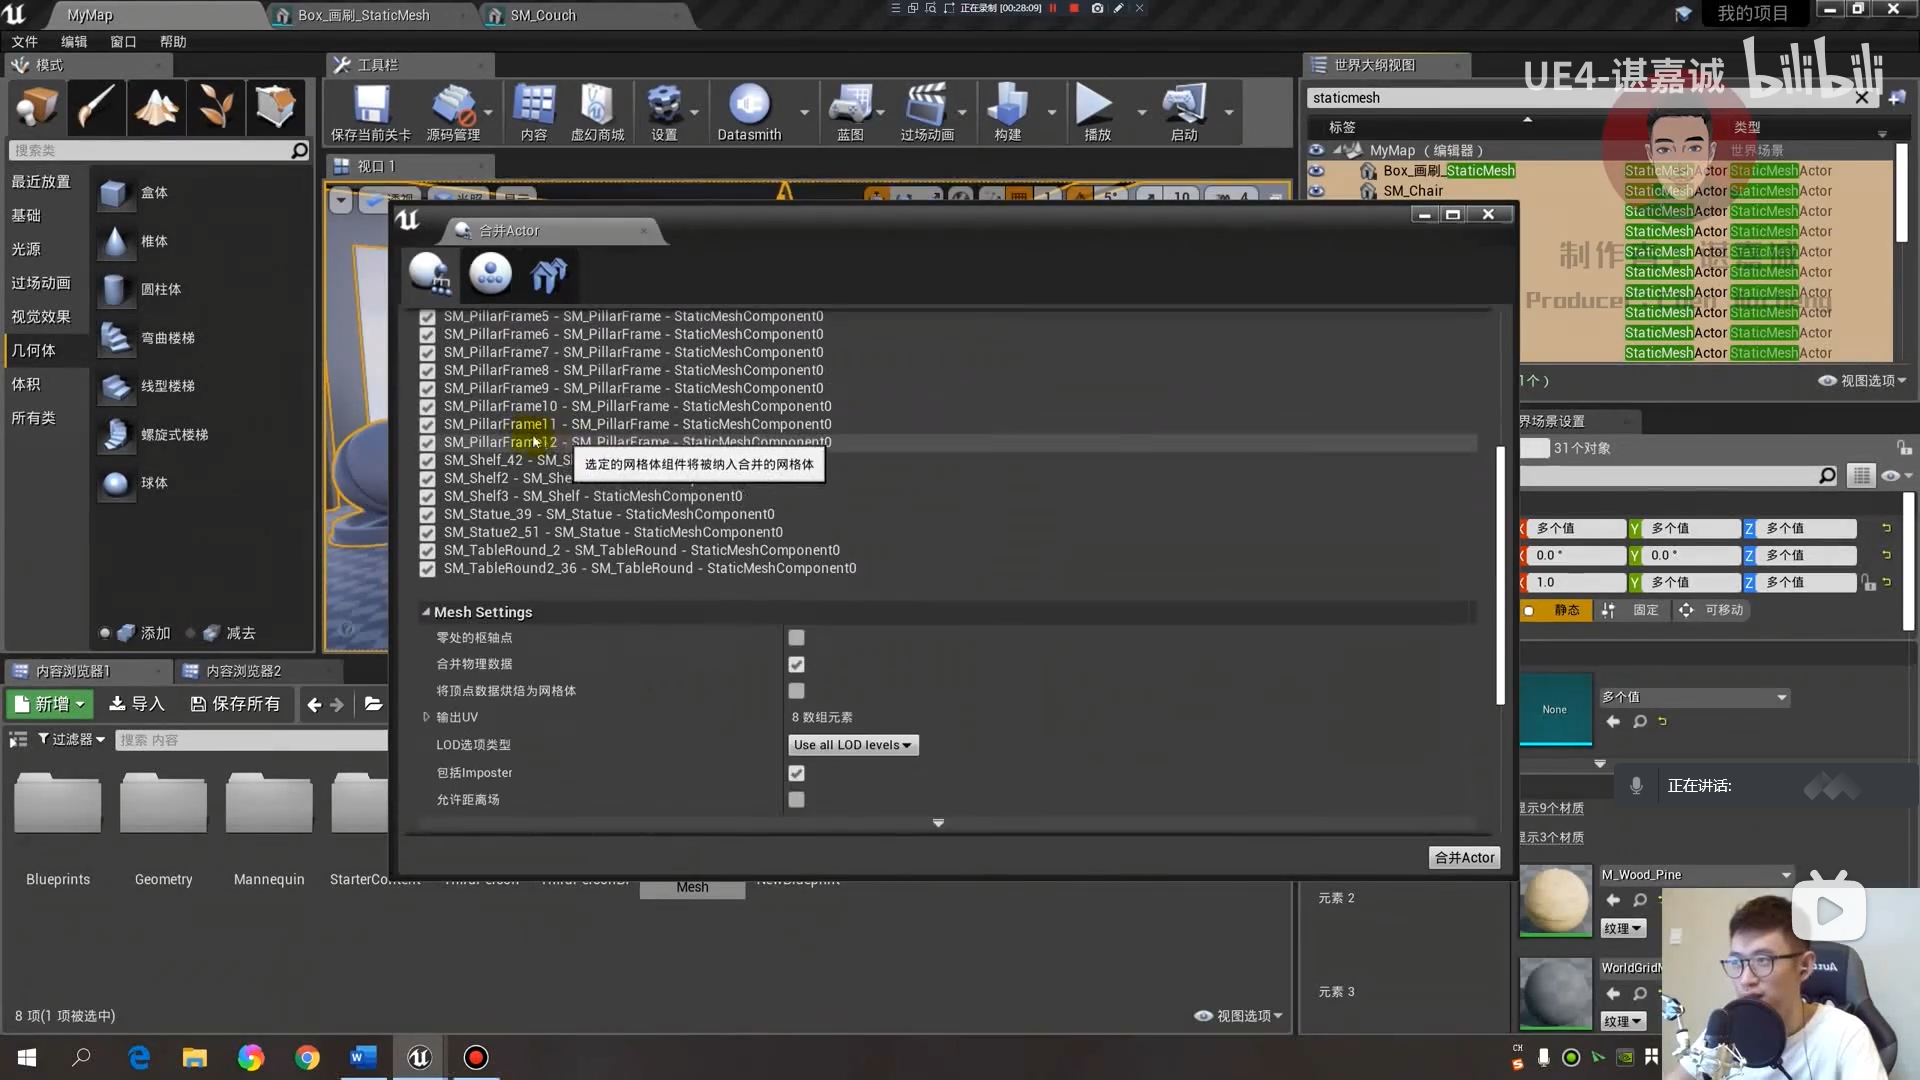 MyMap
Box_画刷_StaticMesh
SM_Couch
正在录制 [00:28:09]
我的项目
文件 编辑 窗口 帮助
模式
工具栏
世界大纲视图
UE4-谌嘉诚 bilibili
保存当前关卡
源码管理
内容
虚幻商城
设置
Datasmith
蓝图
过场动画
构建
播放
启动
staticmesh
标签
类型
搜索类
视口 1
MyMap（编辑器）
世界场景
Box_画刷_StaticMesh
StaticMeshActor StaticMeshActor
SM_Chair
StaticMeshActor StaticMeshActor
StaticMeshActor StaticMeshActor
StaticMeshActor StaticMeshActor
StaticMeshActor StaticMeshActor
StaticMeshActor StaticMeshActor
StaticMeshActor StaticMeshActor
StaticMeshActor StaticMeshActor
StaticMeshActor StaticMeshActor
StaticMeshActor StaticMeshActor
最近放置
基础
光源
过场动画
视觉效果
几何体
体积
所有类
盒体
椎体
圆柱体
弯曲楼梯
线型楼梯
螺旋式楼梯
球体
添加
减去
合并Actor
SM_PillarFrame5 - SM_PillarFrame - StaticMeshComponent0
SM_PillarFrame6 - SM_PillarFrame - StaticMeshComponent0
SM_PillarFrame7 - SM_PillarFrame - StaticMeshComponent0
SM_PillarFrame8 - SM_PillarFrame - StaticMeshComponent0
SM_PillarFrame9 - SM_PillarFrame - StaticMeshComponent0
SM_PillarFrame10 - SM_PillarFrame - StaticMeshComponent0
SM_PillarFrame11 - SM_PillarFrame - StaticMeshComponent0
SM_PillarFrame12 - SM_PillarFrame - StaticMeshComponent0
SM_Shelf_42 - SM_S
选定的网格体组件将被纳入合并的网格体
SM_Shelf2 - SM_She
SM_Shelf3 - SM_Shelf - StaticMeshComponent0
SM_Statue_39 - SM_Statue - StaticMeshComponent0
SM_Statue2_51 - SM_Statue - StaticMeshComponent0
SM_TableRound_2 - SM_TableRound - StaticMeshComponent0
SM_TableRound2_36 - SM_TableRound - StaticMeshComponent0
Mesh Settings
零处的枢轴点
合并物理数据
将顶点数据烘焙为网格体
输出UV
8 数组元素
LOD选项类型
Use all LOD levels
包括Imposter
允许距离场
合并Actor
视图选项
界场景设置
31个对象
X 多个值 Y 多个值 Z 多个值
X 0.0 ° Y 0.0 ° Z 多个值
X 1.0 Y 多个值 Z 多个值
静态 固定 可移动
None
多个值
正在讲话:
显示9个材质
显示3个材质
元素 2
M_Wood_Pine
纹理
元素 3
纹理
内容浏览器1
内容浏览器2
新增
导入
保存所有
过滤器
搜索 内容
Blueprints
Geometry
Mannequin
StarterContent
Mesh
8 项(1 项被选中)
视图选项